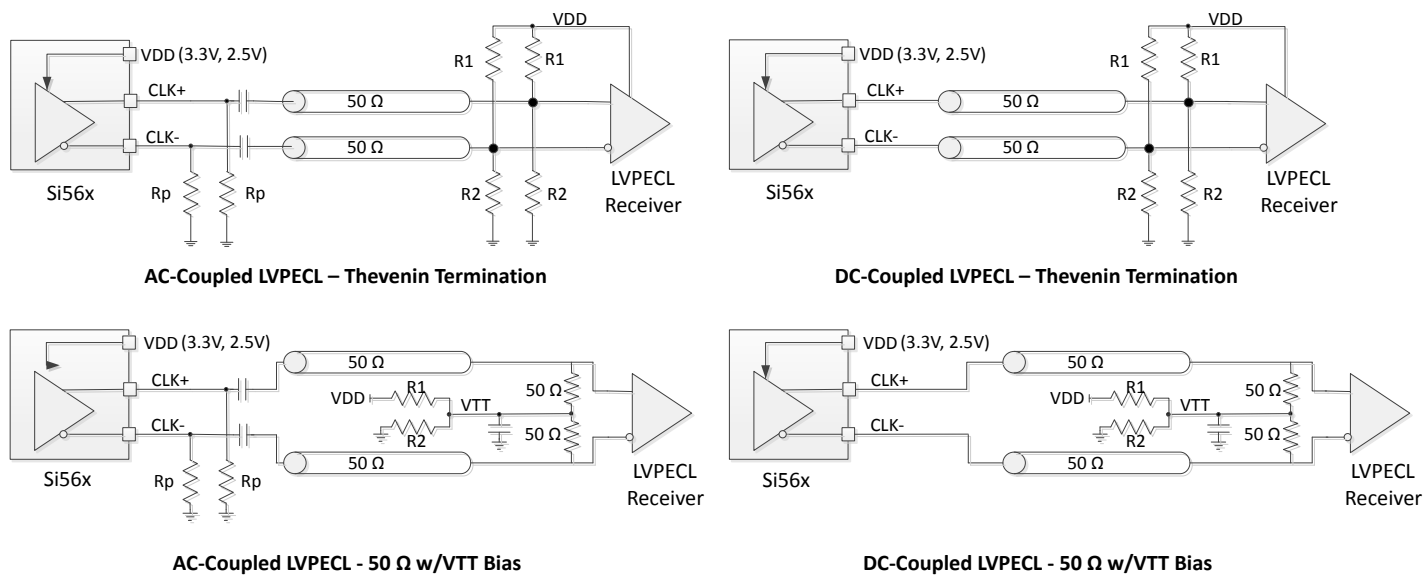 VDD
VDD (3.3V, 2.5V)
R1
R1
CLK+
50 Ω
CLK-
50 Ω
Si56x
Rp
Rp
R2
R2
LVPECL
Receiver
AC-Coupled LVPECL – Thevenin Termination
VDD
VDD (3.3V, 2.5V)
R1
R1
CLK+
50 Ω
CLK-
50 Ω
Si56x
R2
R2
LVPECL
Receiver
DC-Coupled LVPECL – Thevenin Termination
VDD (3.3V, 2.5V)
50 Ω
CLK+
R1
50 Ω
VDD
VTT
CLK-
R2
50 Ω
50 Ω
Si56x
Rp
Rp
LVPECL
Receiver
AC-Coupled LVPECL - 50 Ω w/VTT Bias
VDD (3.3V, 2.5V)
50 Ω
CLK+
R1
50 Ω
VDD
VTT
CLK-
R2
50 Ω
50 Ω
Si56x
LVPECL
Receiver
DC-Coupled LVPECL - 50 Ω w/VTT Bias